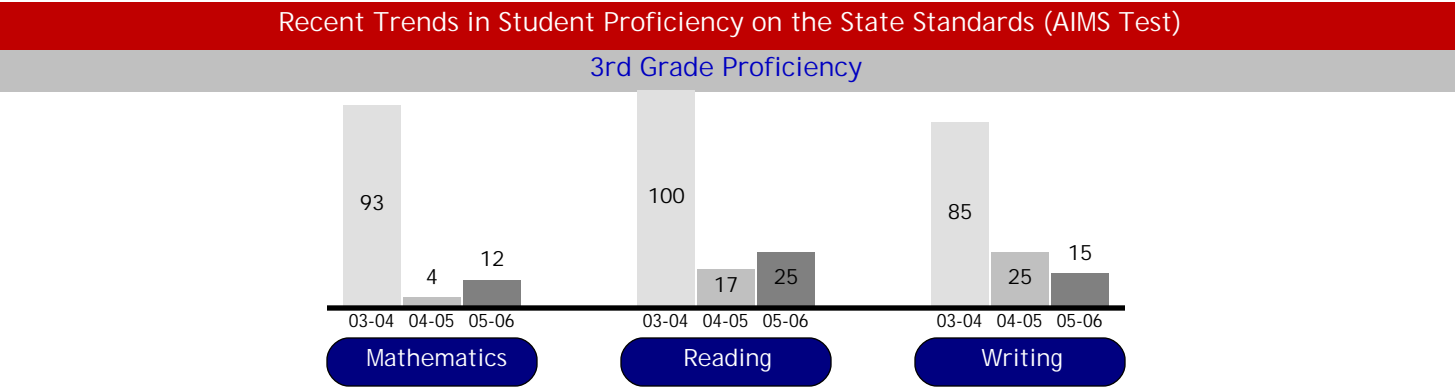 Recent Trends in Student Proficiency on the State Standards (AIMS Test)
3rd Grade Proficiency
93
4
12
100
17
25
85
25
15
03-04 04-05 05-06
03-04 04-05 05-06
03-04 04-05 05-06
Mathematics
Reading
Writing